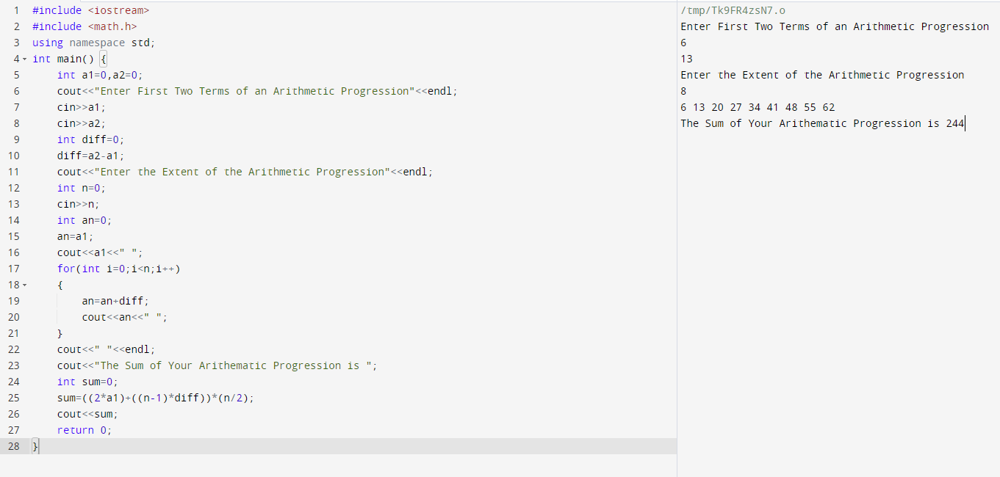 1 #include <iostream>
2 #include <math.h>
3 using namespace std;
4 int main() {
5 int a1=0,a2=0;
6 cout<<"Enter First Two Terms of an Arithmetic Progression"<<endl;
7 cin>>a1;
8 cin>>a2;
9 int diff=0;
10 diff=a2-a1;
11 cout<<"Enter the Extent of the Arithmetic Progression"<<endl;
12 int n=0;
13 cin>>n;
14 int an=0;
15 an=a1;
16 cout<<a1<<" ";
17 for(int i=0;i<n;i++)
18 {
19 an=an+diff;
20 cout<<an<<" ";
21 }
22 cout<<" "<<endl;
23 cout<<"The Sum of Your Arithematic Progression is ";
24 int sum=0;
25 sum=((2*a1)+((n-1)*diff))*(n/2);
26 cout<<sum;
27 return 0;
28 }
/tmp/Tk9FR4zsN7.o
Enter First Two Terms of an Arithmetic Progression
6
13
Enter the Extent of the Arithmetic Progression
8
6 13 20 27 34 41 48 55 62
The Sum of Your Arithematic Progression is 244